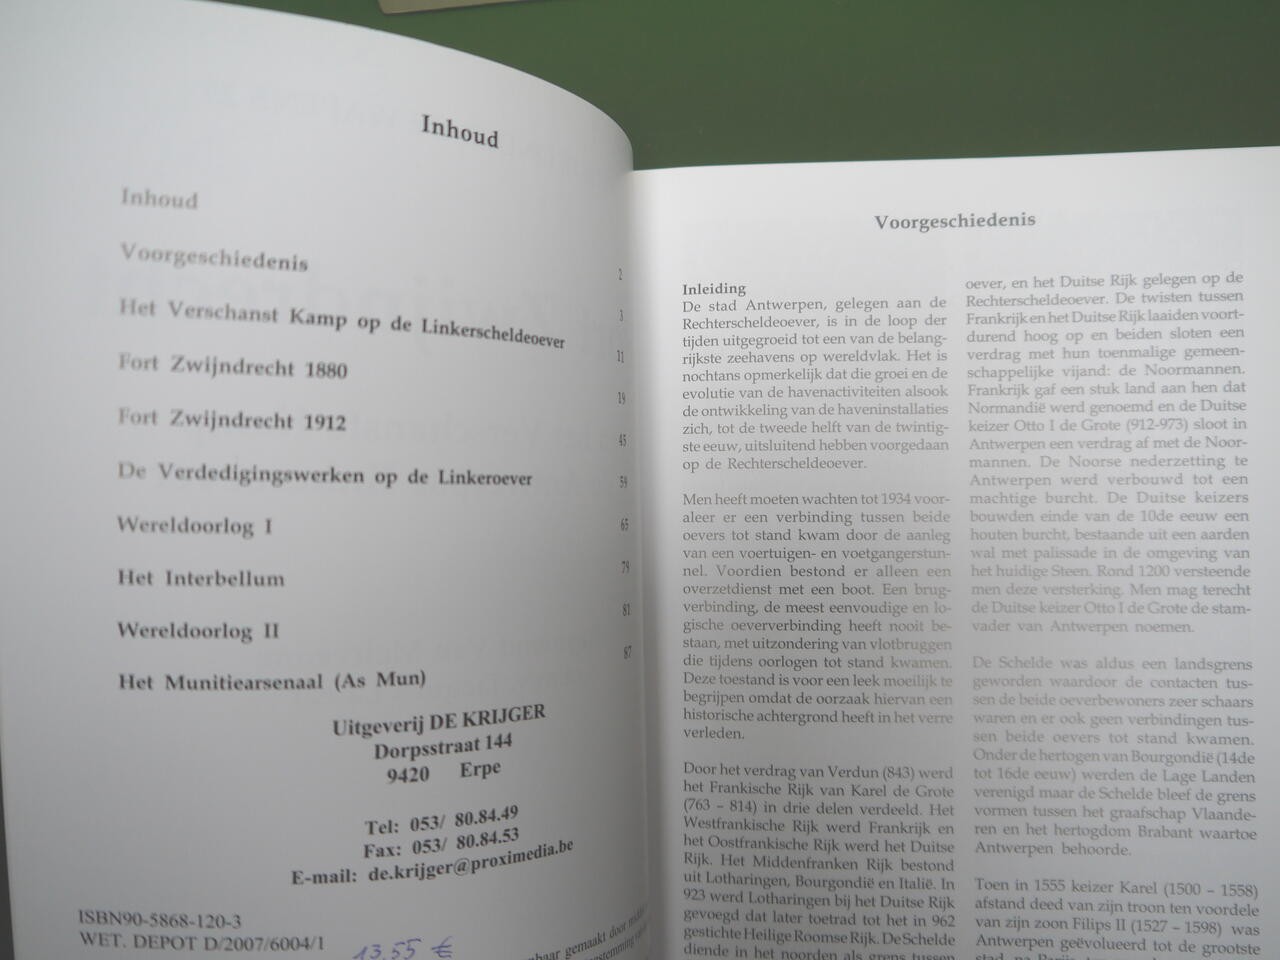 Inhoud
Inhoud 2
Voorgeschiedenis 3
Het Verschanst Kamp op de Linkerscheldeoever 11
Fort Zwijndrecht 1880 19
Fort Zwijndrecht 1912 45
De Verdedigingswerken op de Linkeroever 59
Wereldoorlog I 65
Het Interbellum 79
Wereldoorlog II 81
Het Munitiearsenaal (As Mun) 87
Uitgeverij DE KRIJGER
Dorpsstraat 144
9420 Erpe
Tel: 053/ 80.84.49
Fax: 053/ 80.84.53
E-mail: de.krijger@proximedia.be
ISBN90-5868-120-3
WET. DEPOT D/2007/6004/1
13,55 €
baar gemaakt door
Voorgeschiedenis
Inleiding
De stad Antwerpen, gelegen aan de
Rechterscheldeoever, is in de loop der
tijden uitgegroeid tot een van de belang-
rijkste zeehavens op wereldvlak. Het is
nochtans opmerkelijk dat die groei en de
evolutie van de havenactiviteiten alsook
de ontwikkeling van de haveninstallaties
zich, tot de tweede helft van de twintig-
ste eeuw, uitsluitend hebben voorgedaan
op de Rechterscheldeoever.
Men heeft moeten wachten tot 1934 voor-
aleer er een verbinding tussen beide
oevers tot stand kwam door de aanleg
van een voertuigen- en voetgangerstun-
nel. Voordien bestond er alleen een
overzetdienst met een boot. Een brug-
verbinding, de meest eenvoudige en lo-
gische oeververbinding heeft nooit be-
staan, met uitzondering van vlotbruggen
die tijdens oorlogen tot stand kwamen.
Deze toestand is voor een leek moeilijk te
begrijpen omdat de oorzaak hiervan een
historische achtergrond heeft in het verre
verleden.
Door het verdrag van Verdun (843) werd
het Frankische Rijk van Karel de Grote
(763 – 814) in drie delen verdeeld. Het
Westfrankische Rijk werd Frankrijk en
het Oostfrankische Rijk werd het Duitse
Rijk. Het Middenfranken Rijk bestond
uit Lotharingen, Bourgondië en Italië. In
923 werd Lotharingen bij het Duitse Rijk
gevoegd dat later toetrad tot het in 962
gestichte Heilige Roomse Rijk. De Schelde
diende in het noorden als grens tussen
oever, en het Duitse Rijk gelegen op de
Rechterscheldeoever. De twisten tussen
Frankrijk en het Duitse Rijk laaiden voort-
durend hoog op en beiden sloten een
verdrag met hun toenmalige gemeen-
schappelijke vijand: de Noormannen.
Frankrijk gaf een stuk land aan hen dat
Normandië werd genoemd en de Duitse
keizer Otto I de Grote (912-973) sloot in
Antwerpen een verdrag af met de Noor-
mannen. De Noorse nederzetting te
Antwerpen werd verbouwd tot een
machtige burcht. De Duitse keizers
bouwden einde van de 10de eeuw een
houten burcht, bestaande uit een aarden
wal met palissade in de omgeving van
het huidige Steen. Rond 1200 versteende
men deze versterking. Men mag terecht
de Duitse keizer Otto I de Grote de stam-
vader van Antwerpen noemen.
De Schelde was aldus een landsgrens
geworden waardoor de contacten tus-
sen de beide oeverbewoners zeer schaars
waren en er ook geen verbindingen tus-
sen beide oevers tot stand kwamen.
Onder de hertogen van Bourgondië (14de
tot 16de eeuw) werden de Lage Landen
verenigd maar de Schelde bleef de grens
vormen tussen het graafschap Vlaande-
ren en het hertogdom Brabant waartoe
Antwerpen behoorde.
Toen in 1555 keizer Karel (1500 – 1558)
afstand deed van zijn troon ten voordele
van zijn zoon Filips II (1527 – 1598) was
Antwerpen geëvolueerd tot de grootste